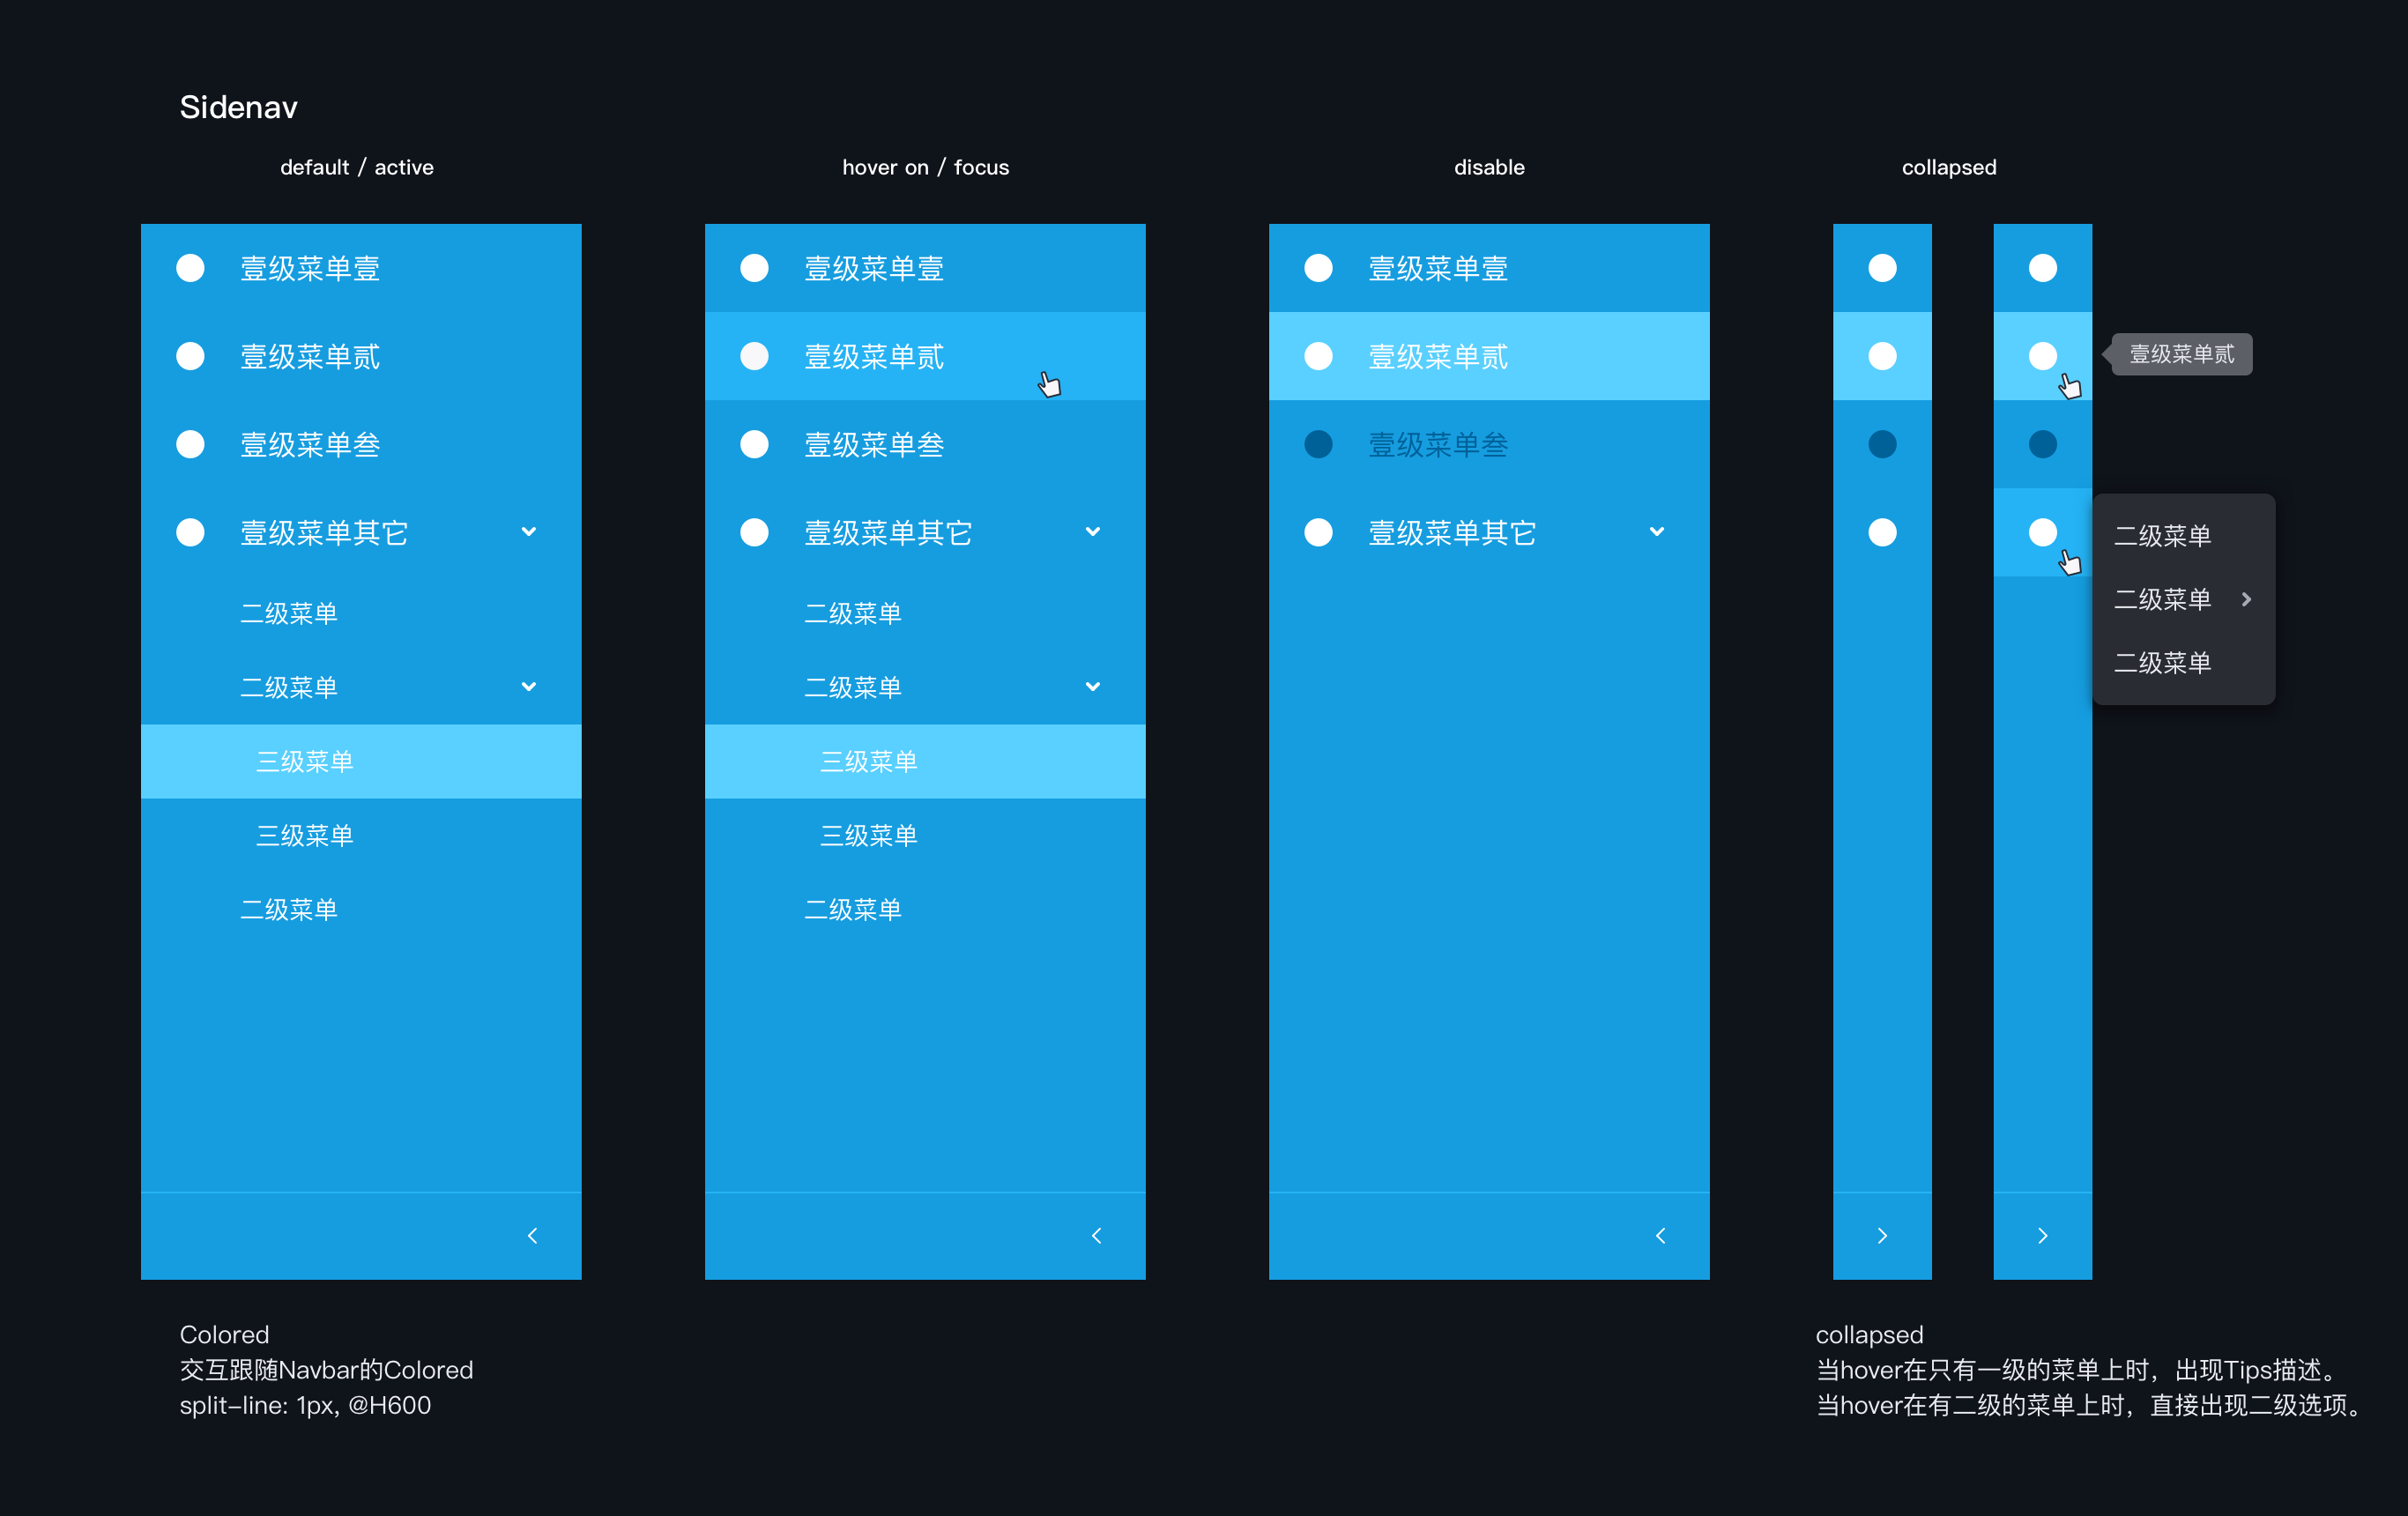 Sidenav
default / active
hover on / focus
disable
collapsed
壹级菜单壹
壹级菜单贰
壹级菜单叁
壹级菜单其它
二级菜单
二级菜单
三级菜单
三级菜单
二级菜单
壹级菜单壹
壹级菜单贰
壹级菜单叁
壹级菜单其它
二级菜单
二级菜单
三级菜单
三级菜单
二级菜单
壹级菜单壹
壹级菜单贰
壹级菜单叁
壹级菜单其它
壹级菜单贰
二级菜单
二级菜单
二级菜单
Colored
交互跟随Navbar的Colored
split-line: 1px, @H600
collapsed
当hover在只有一级的菜单上时，出现Tips描述。
当hover在有二级的菜单上时，直接出现二级选项。